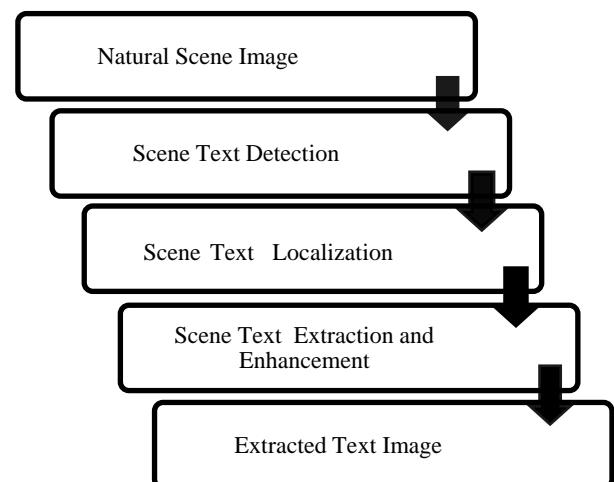 Natural Scene Image
Scene Text Detection
Scene Text Localization
Scene Text Extraction and
Enhancement
Extracted Text Image